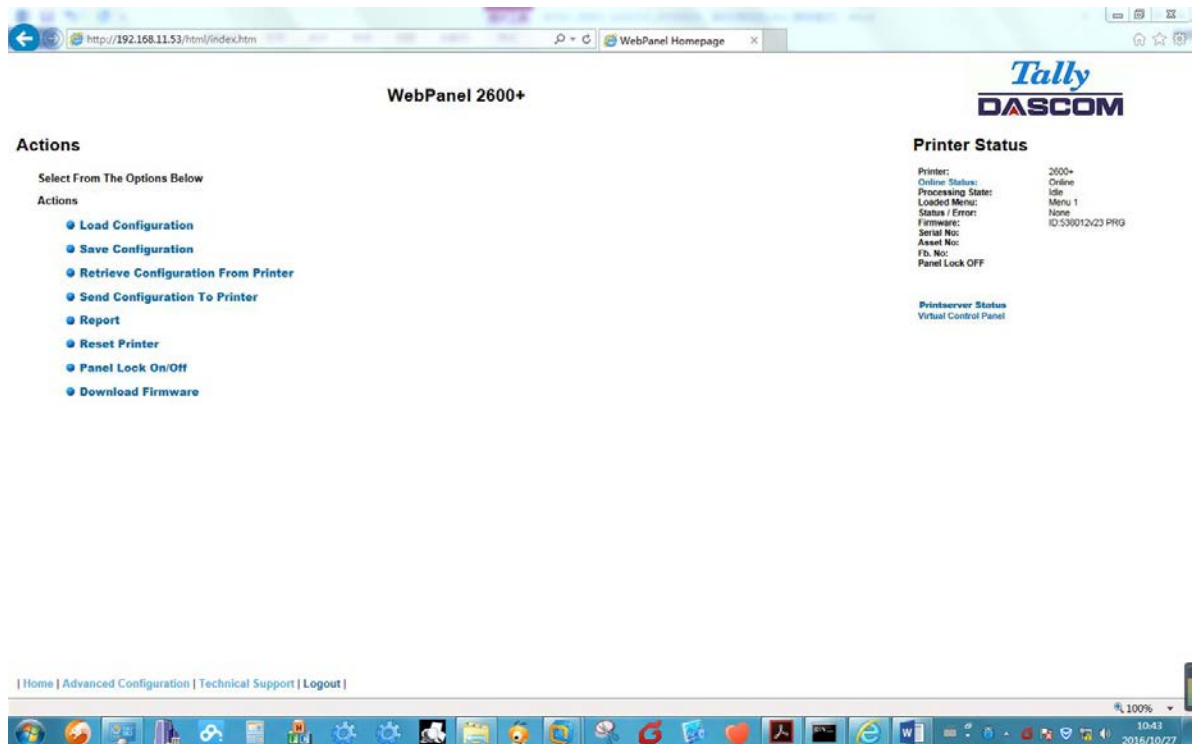 http://192.168.11.53/html/index.htm
WebPanel Homepage
WebPanel 2600+
Tally
DASCOM
Actions
Select From The Options Below
Actions
Load Configuration
Save Configuration
Retrieve Configuration From Printer
Send Configuration To Printer
Report
Reset Printer
Panel Lock On/Off
Download Firmware
Printer Status
Printer: 2600+
Online Status: Online
Processing State: Idle
Loaded Menu: Menu 1
Status / Error: None
Firmware: ID:538012v23 PRG
Serial No:
Asset No:
Fb. No:
Panel Lock OFF
Printserver Status
Virtual Control Panel
| Home | Advanced Configuration | Technical Support | Logout |
100%
10:43
2016/10/27